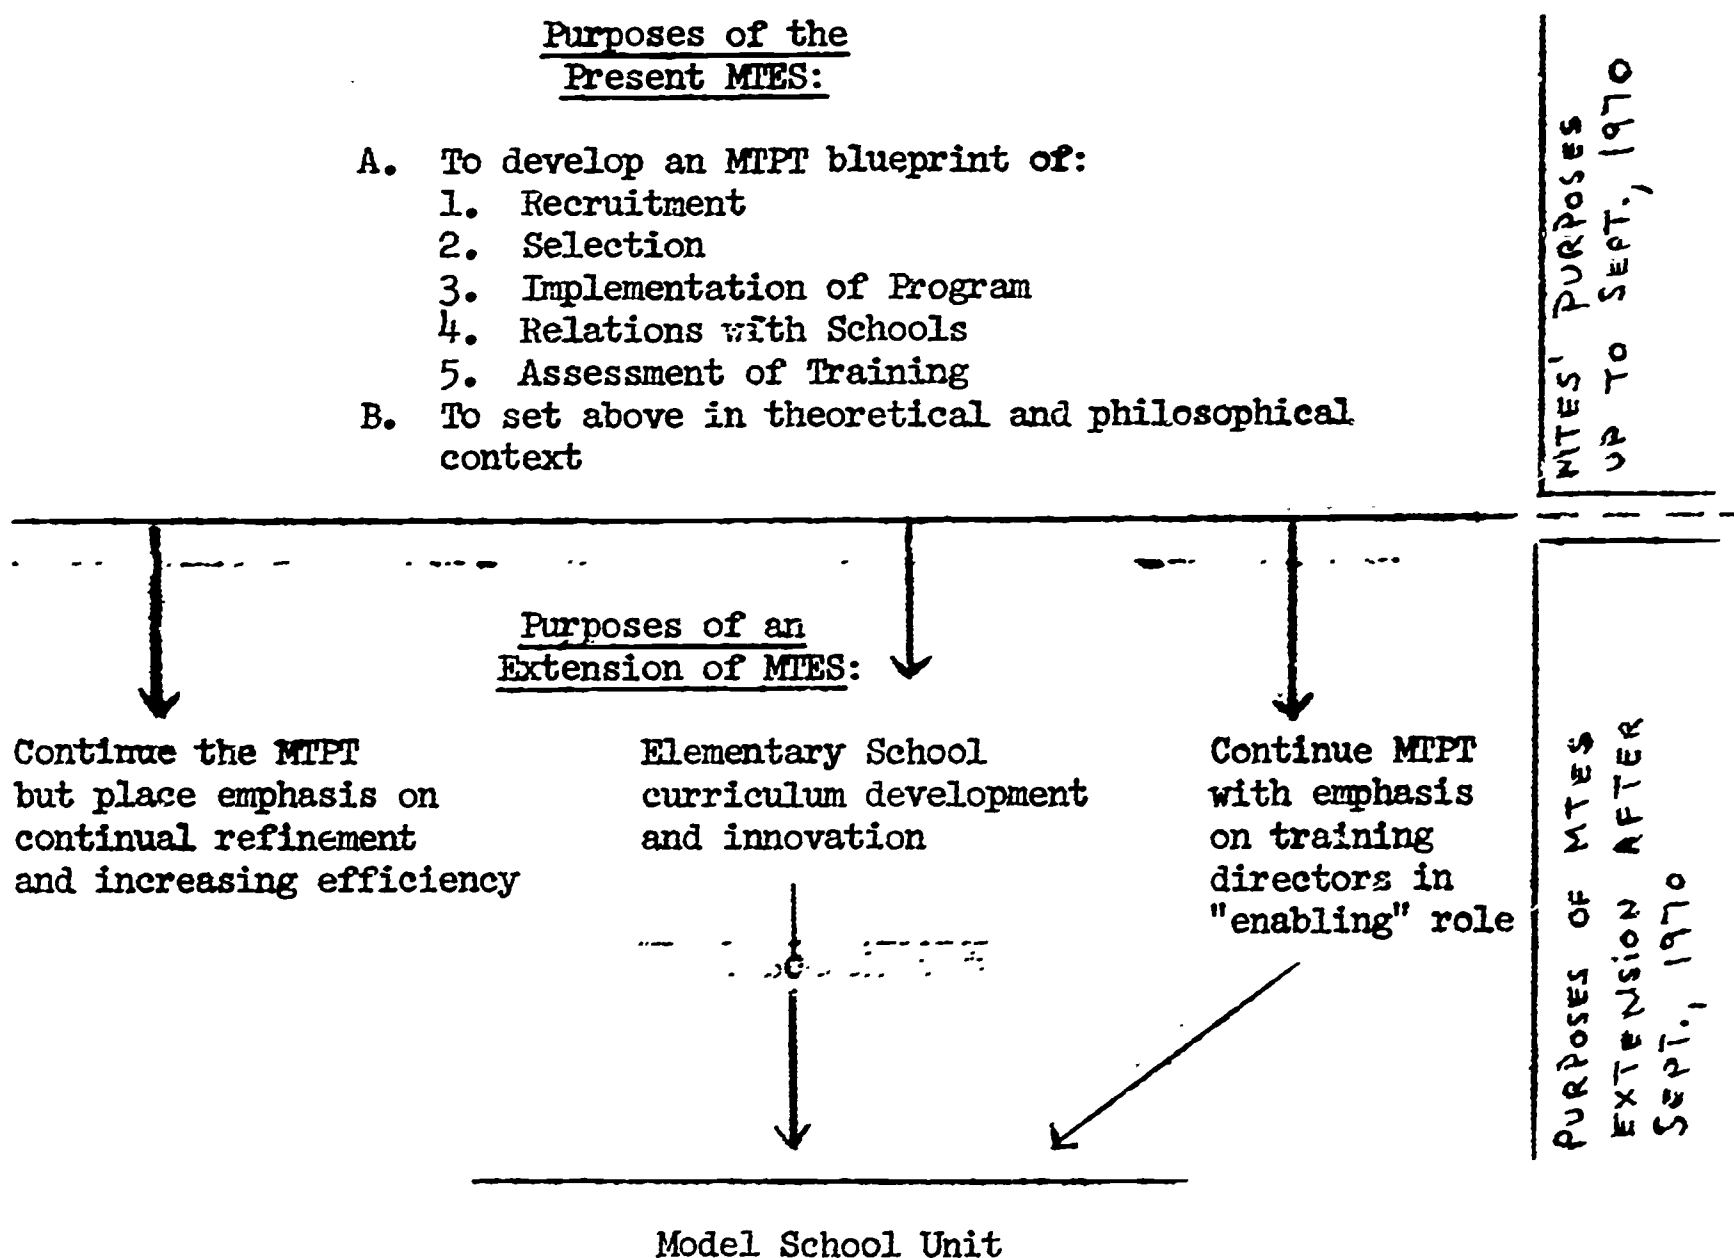 Purposes of the
Present MTES:
A. To develop an MTPT blueprint of:
1. Recruitment
2. Selection
3. Implementation of Program
4. Relations with Schools
5. Assessment of Training
B. To set above in theoretical and philosophical
context
MTES' PURPOSES
UP TO SEPT., 1970
Purposes of an
Extension of MTES:
Continue the MTPT
but place emphasis on
continual refinement
and increasing efficiency
Elementary School
curriculum development
and innovation
Continue MTPT
with emphasis
on training
directors in
"enabling" role
PURPOSES OF MTES
EXTENSION AFTER
SEPT., 1970
Model School Unit